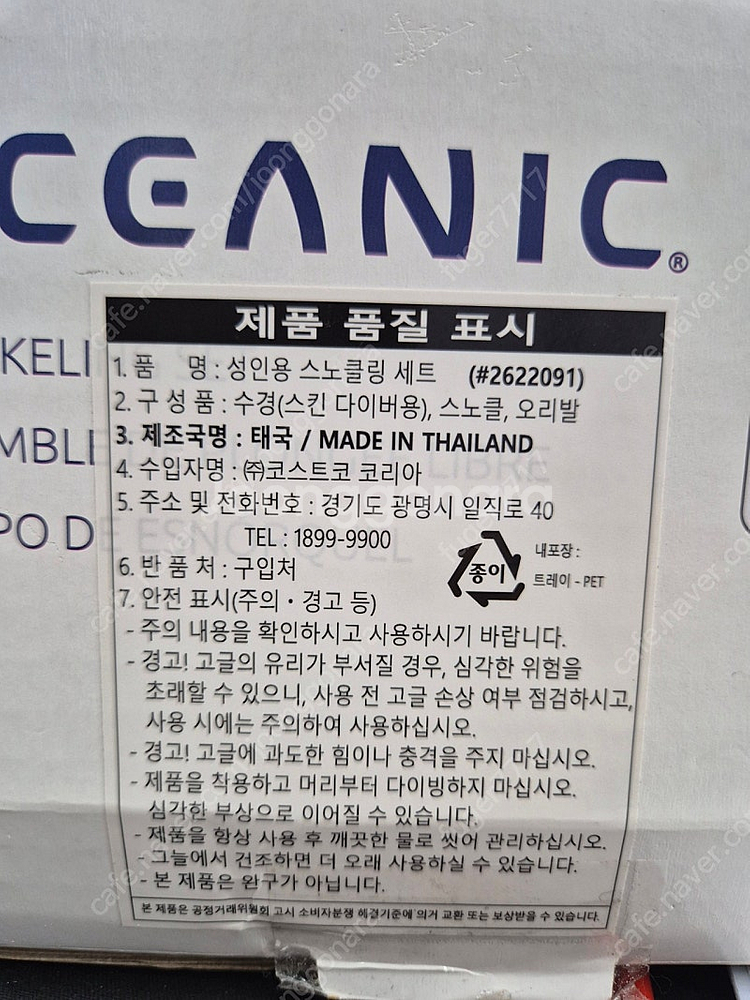 CEANIC®
제품 품질 표시
KELI
1. 품 명 : 성인용 스노클링 세트 (#2622091)
2. 구 성 품 : 수경(스킨 다이버용), 스노클, 오리발
3. 제조국명 : 태국 / MADE IN THAILAND
MBLE
LIBRE
4. 수입자명 : ㈜코스트코 코리아
5. 주소 및 전화번호 : 경기도 광명시 일직로 40
PO DE ESNÓRQUEL
TEL : 1899-9900
6. 반 품 처 : 구입처
종이
내포장 :
트레이 - PET
7. 안전 표시(주의 · 경고 등)
- 주의 내용을 확인하시고 사용하시기 바랍니다.
- 경고! 고글의 유리가 부서질 경우, 심각한 위험을
초래할 수 있으니, 사용 전 고글 손상 여부 점검하시고,
사용 시에는 주의하여 사용하십시오.
- 경고! 고글에 과도한 힘이나 충격을 주지 마십시오.
- 제품을 착용하고 머리부터 다이빙하지 마십시오.
심각한 부상으로 이어질 수 있습니다.
- 제품을 항상 사용 후 깨끗한 물로 씻어 관리하십시오.
- 그늘에서 건조하면 더 오래 사용하실 수 있습니다.
- 본 제품은 완구가 아닙니다.
본 제품은 공정거래위원회 고시 소비자분쟁 해결기준에 의거 교환 또는 보상받을 수 있습니다.
cafe.naver.com/joonggonara
fuger7717